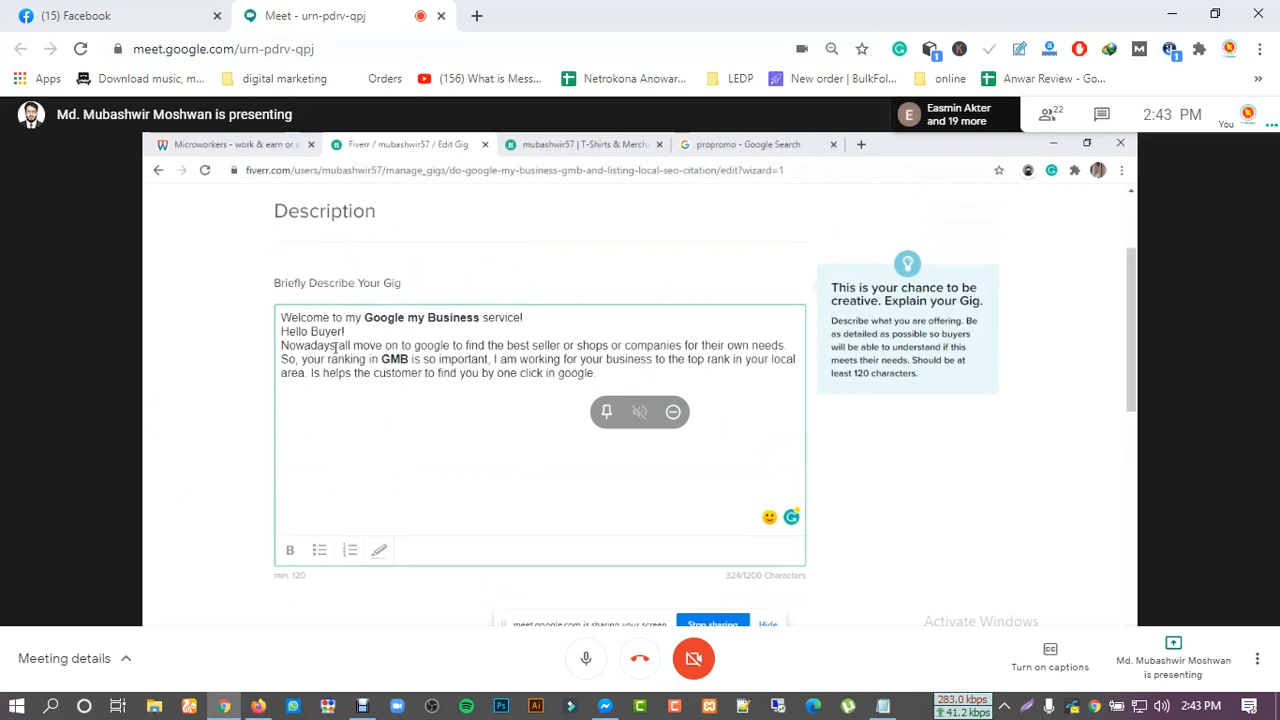 (15) Facebook
Meet - urn-pdrv-qpj
meet.google.com/urn-pdrv-qpj
Apps
Download music, m...
digital marketing
Orders
(156) What is Mess...
Netrokona Anowar...
LEDP
New order | BulkFol...
online
Anwar Review - Go...
»
Md. Mubashwir Moshwan is presenting
E
Easmin Akter
and 19 more
22
2:43 PM
You
Microworkers - work & earn or o
Fiverr / mubashwir57 / Edit Gig
mubashwir57 | T-Shirts & Mercha
propromo - Google Search
fiverr.com/users/mubashwir57/manage_gigs/do-google-my-business-gmb-and-listing-local-seo-citation/edit?wizard=1
Description
Briefly Describe Your Gig
Welcome to my Google my Business service!
Hello Buyer!
Nowadays all move on to google to find the best seller or shops or companies for their own needs.
So, your ranking in GMB is so important, I am working for your business to the top rank in your local
area. Is helps the customer to find you by one click in google.
B
min. 120
324/1200 Characters
This is your chance to be
creative. Explain your Gig.
Describe what you are offering. Be
as detailed as possible so buyers
will be able to understand if this
meets their needs. Should be at
least 120 characters.
meet.google.com is sharing your screen
Stop sharing
Hide
Activate Windows
Meeting details
Turn on captions
Md. Mubashwir Moshwan
is presenting
283.0 kbps
41.2 kbps
2:43 PM